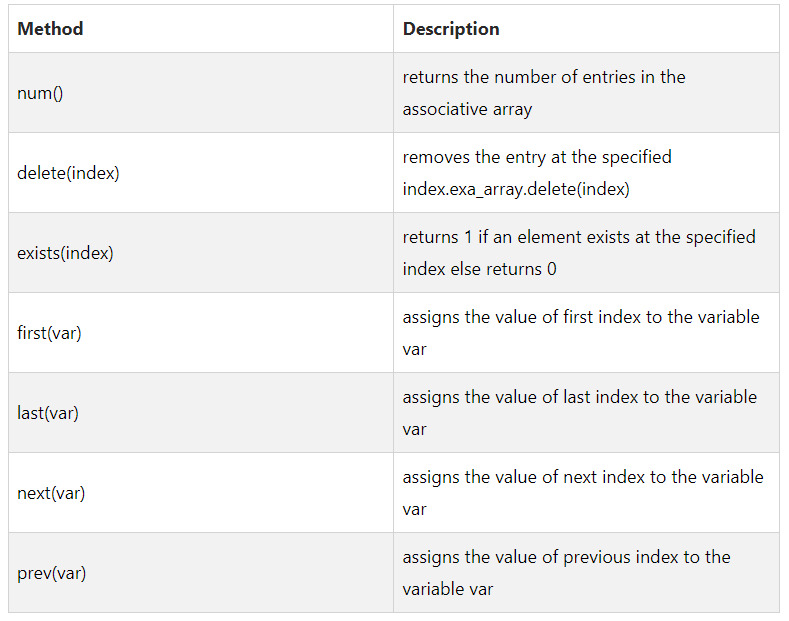 Method
Description
num()
returns the number of entries in the
associative array
delete(index)
removes the entry at the specified
index.exa_array.delete(index)
exists(index)
returns 1 if an element exists at the specified
index else returns 0
first(var)
assigns the value of first index to the variable
var
last(var)
assigns the value of last index to the variable
var
next(var)
assigns the value of next index to the variable
var
prev(var)
assigns the value of previous index to the
variable var